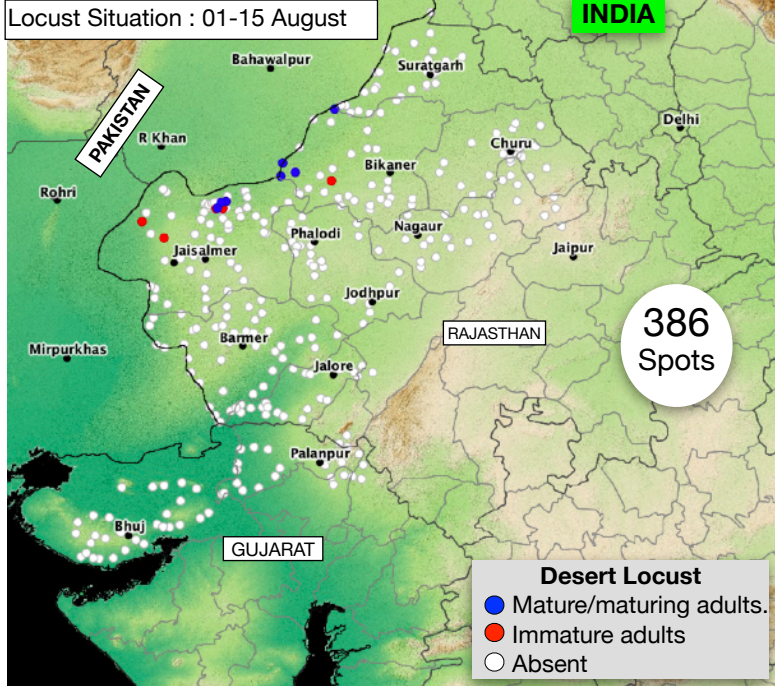 Locust Situation : 01-15 August
INDIA
Bahawalpur
Suratgarh
PAKISTAN
R Khan
Delhi
Churu
Bikaner
Rohri
Phalodi
Nagaur
Jaisalmer
Jaipur
Jodhpur
386
Spots
RAJASTHAN
Barmer
Mirpurkhas
Jalore
Palanpur
Bhuj
GUJARAT
Desert Locust
Mature/maturing adults.
Immature adults
Absent